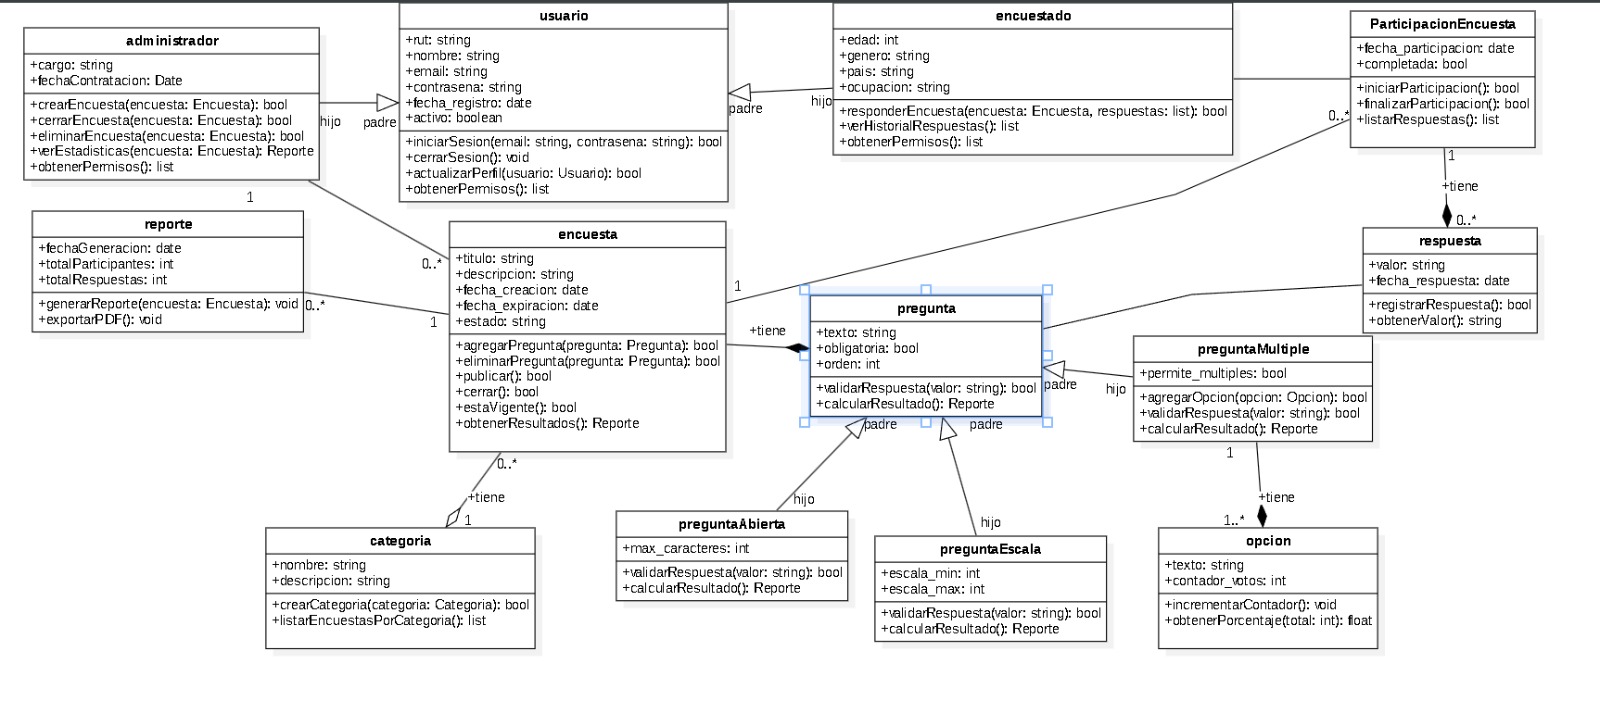 administrador
+cargo: string
+fechaContratacion: Date
+crearEncuesta(encuesta: Encuesta): bool
+cerrarEncuesta(encuesta: Encuesta): bool
+eliminarEncuesta(encuesta: Encuesta): bool
+verEstadisticas(encuesta: Encuesta): Reporte
+obtenerPermisos(): list
hijo
padre
usuario
+rut: string
+nombre: string
+email: string
+contrasena: string
+fecha_registro: date
+activo: boolean
+iniciarSesion(email: string, contrasena: string): bool
+cerrarSesion(): void
+actualizarPerfil(usuario: Usuario): bool
+obtenerPermisos(): list
padre
hijo
encuestado
+edad: int
+genero: string
+pais: string
+ocupacion: string
+responderEncuesta(encuesta: Encuesta, respuestas: list): bool
+verHistorialRespuestas(): list
+obtenerPermisos(): list
ParticipacionEncuesta
+fecha_participacion: date
+completada: bool
+iniciarParticipacion(): bool
+finalizarParticipacion(): bool
+listarRespuestas(): list
0..*
1
+tiene
0..*
1
0..*
reporte
+fechaGeneracion: date
+totalParticipantes: int
+totalRespuestas: int
+generarReporte(encuesta: Encuesta): void
+exportarPDF(): void
0..*
1
encuesta
+titulo: string
+descripcion: string
+fecha_creacion: date
+fecha_expiracion: date
+estado: string
+agregarPregunta(pregunta: Pregunta): bool
+eliminarPregunta(pregunta: Pregunta): bool
+publicar(): bool
+cerrar(): bool
+estaVigente(): bool
+obtenerResultados(): Reporte
1
+tiene
pregunta
+texto: string
+obligatoria: bool
+orden: int
+validarRespuesta(valor: string): bool
+calcularResultado(): Reporte
respuesta
+valor: string
+fecha_respuesta: date
+registrarRespuesta(): bool
+obtenerValor(): string
padre
hijo
preguntaMultiple
+permite_multiples: bool
+agregarOpcion(opcion: Opcion): bool
+validarRespuesta(valor: string): bool
+calcularResultado(): Reporte
padre
padre
hijo
hijo
1
+tiene
1..*
0..*
+tiene
1
categoria
+nombre: string
+descripcion: string
+crearCategoria(categoria: Categoria): bool
+listarEncuestasPorCategoria(): list
preguntaAbierta
+max_caracteres: int
+validarRespuesta(valor: string): bool
+calcularResultado(): Reporte
preguntaEscala
+escala_min: int
+escala_max: int
+validarRespuesta(valor: string): bool
+calcularResultado(): Reporte
opcion
+texto: string
+contador_votos: int
+incrementarContador(): void
+obtenerPorcentaje(total: int): float